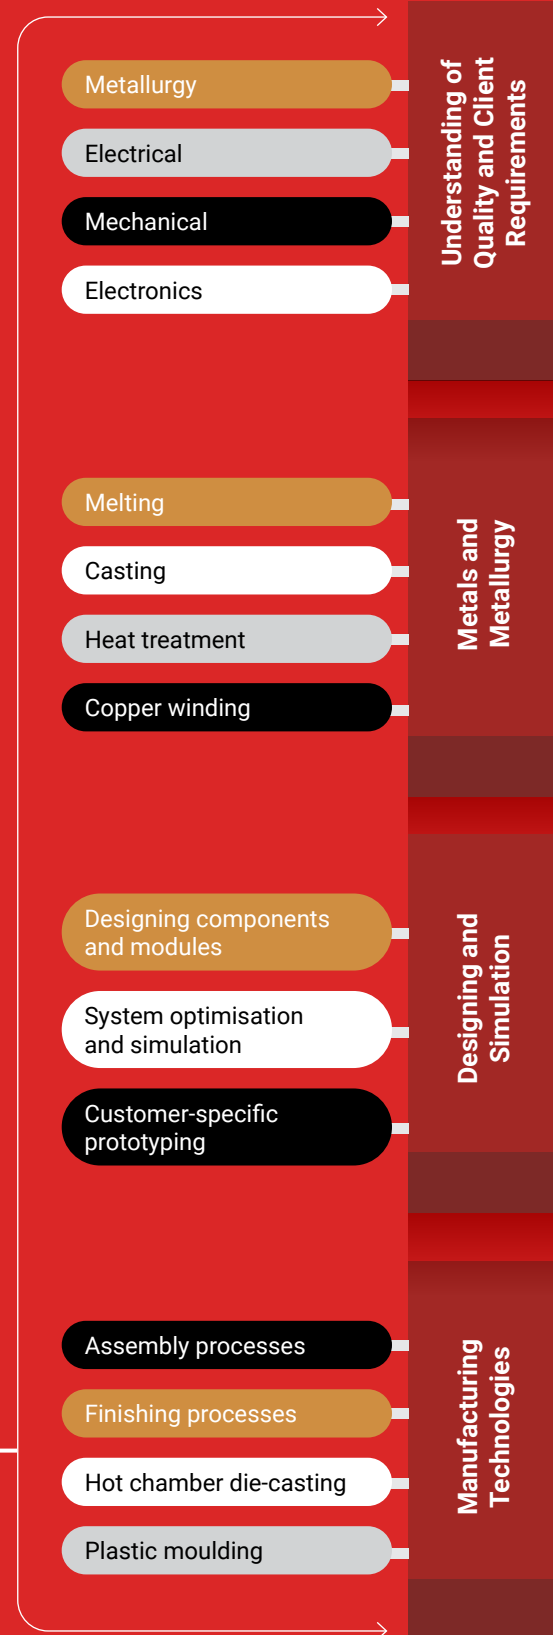 Understanding of
Quality and Client
Requirements
Metallurgy
Electrical
Mechanical
Electronics
Metals and
Metallurgy
Melting
Casting
Heat treatment
Copper winding
Designing and
Simulation
Designing components
and modules
System optimisation
and simulation
Customer-specific
prototyping
Manufacturing
Technologies
Assembly processes
Finishing processes
Hot chamber die-casting
Plastic moulding